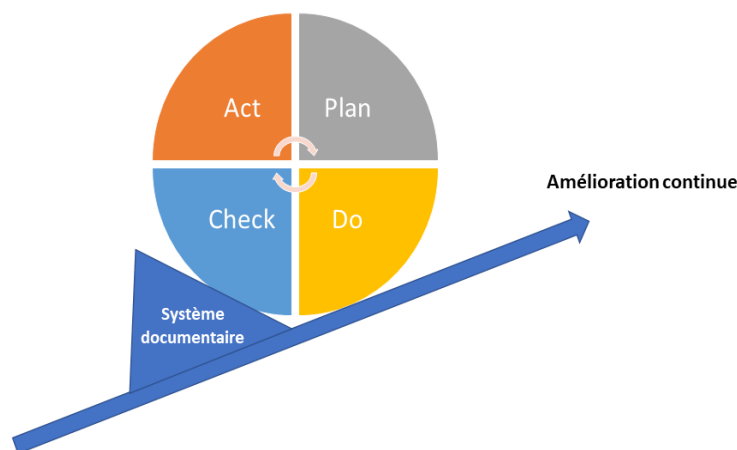 Act
Plan
Check
Do
Amélioration continue
Système
documentaire